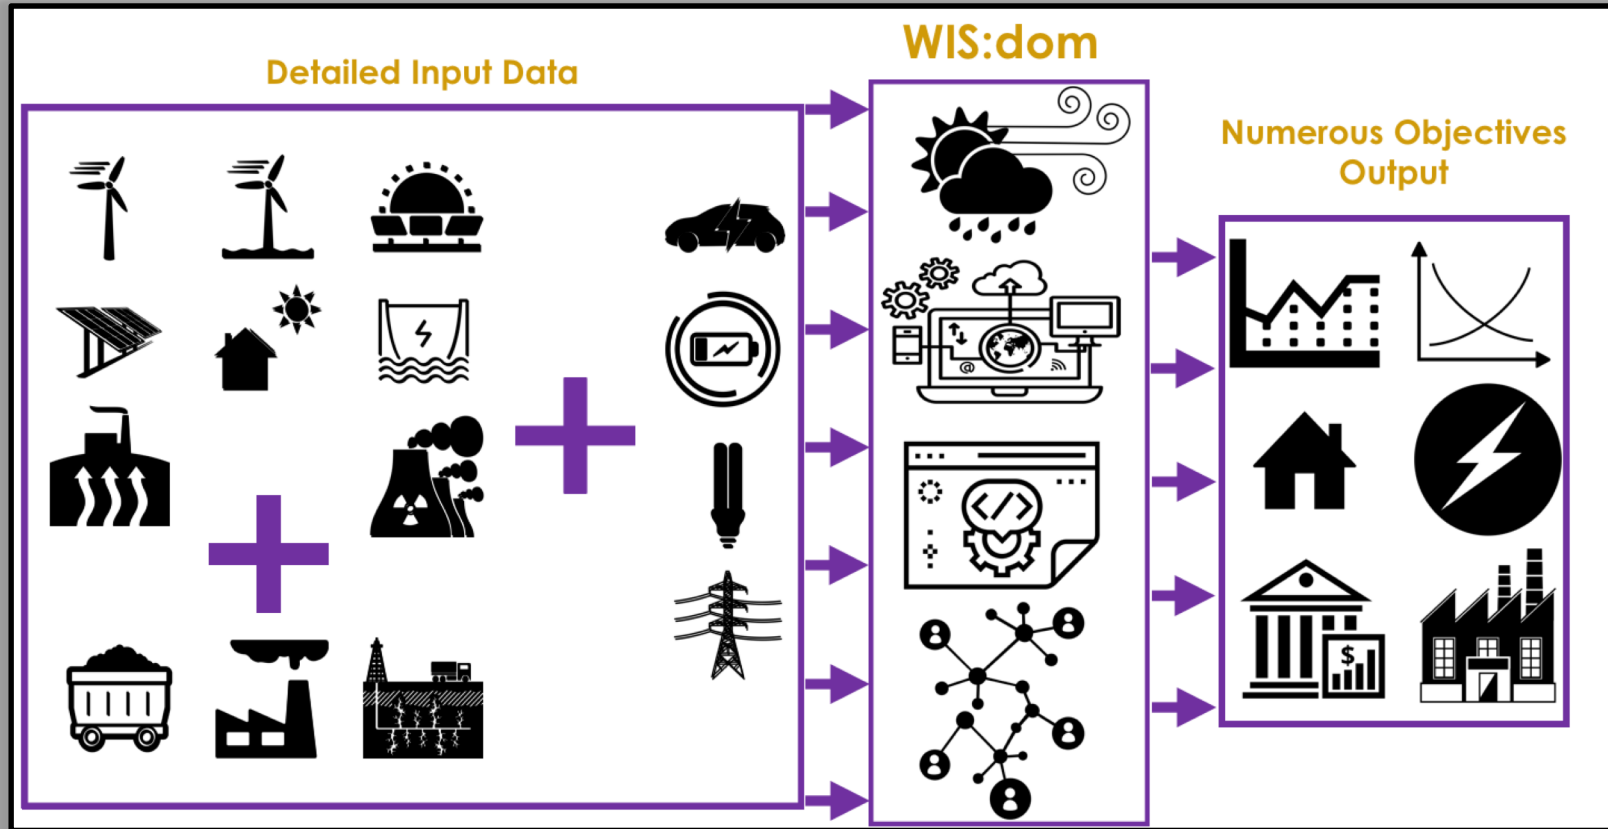 Detailed Input Data
WIS:dom
Numerous Objectives
Output
</>
@
$